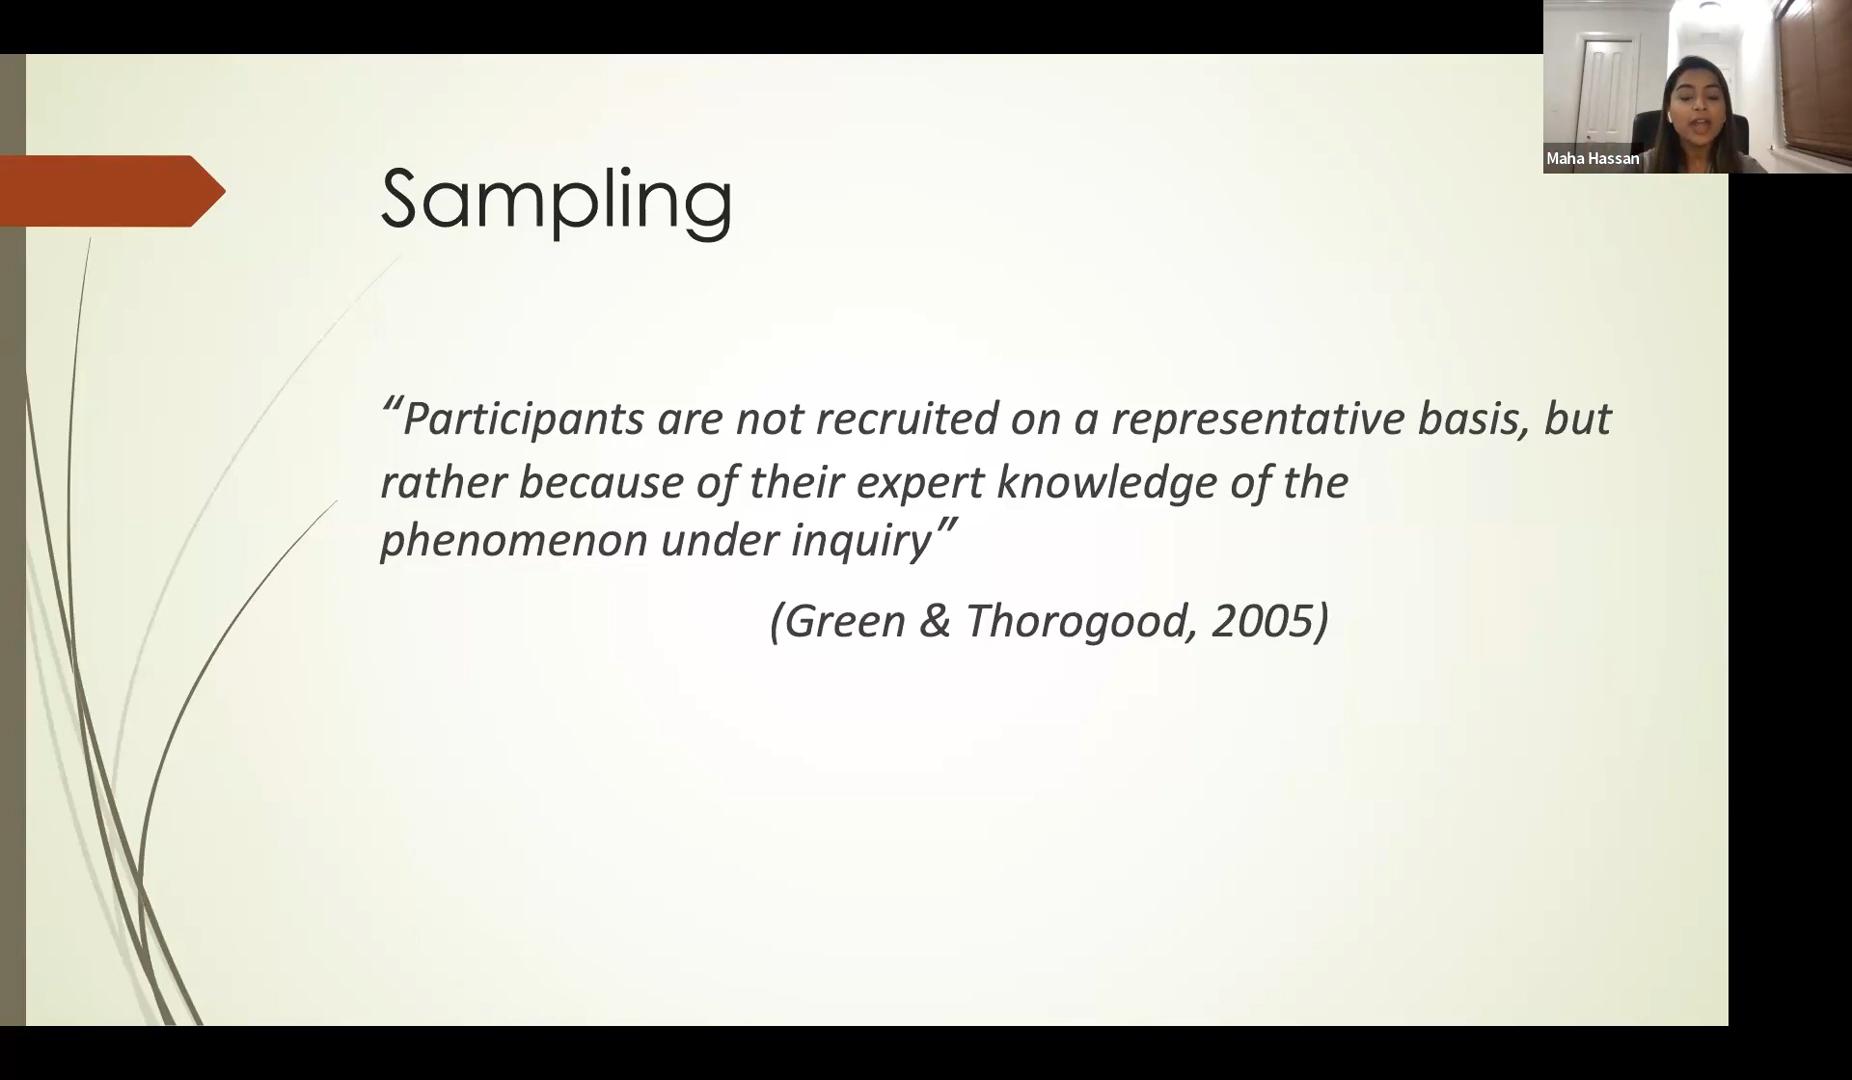 Maha Hassan
Sampling
“Participants are not recruited on a representative basis, but
rather because of their expert knowledge of the
phenomenon under inquiry”
(Green & Thorogood, 2005)